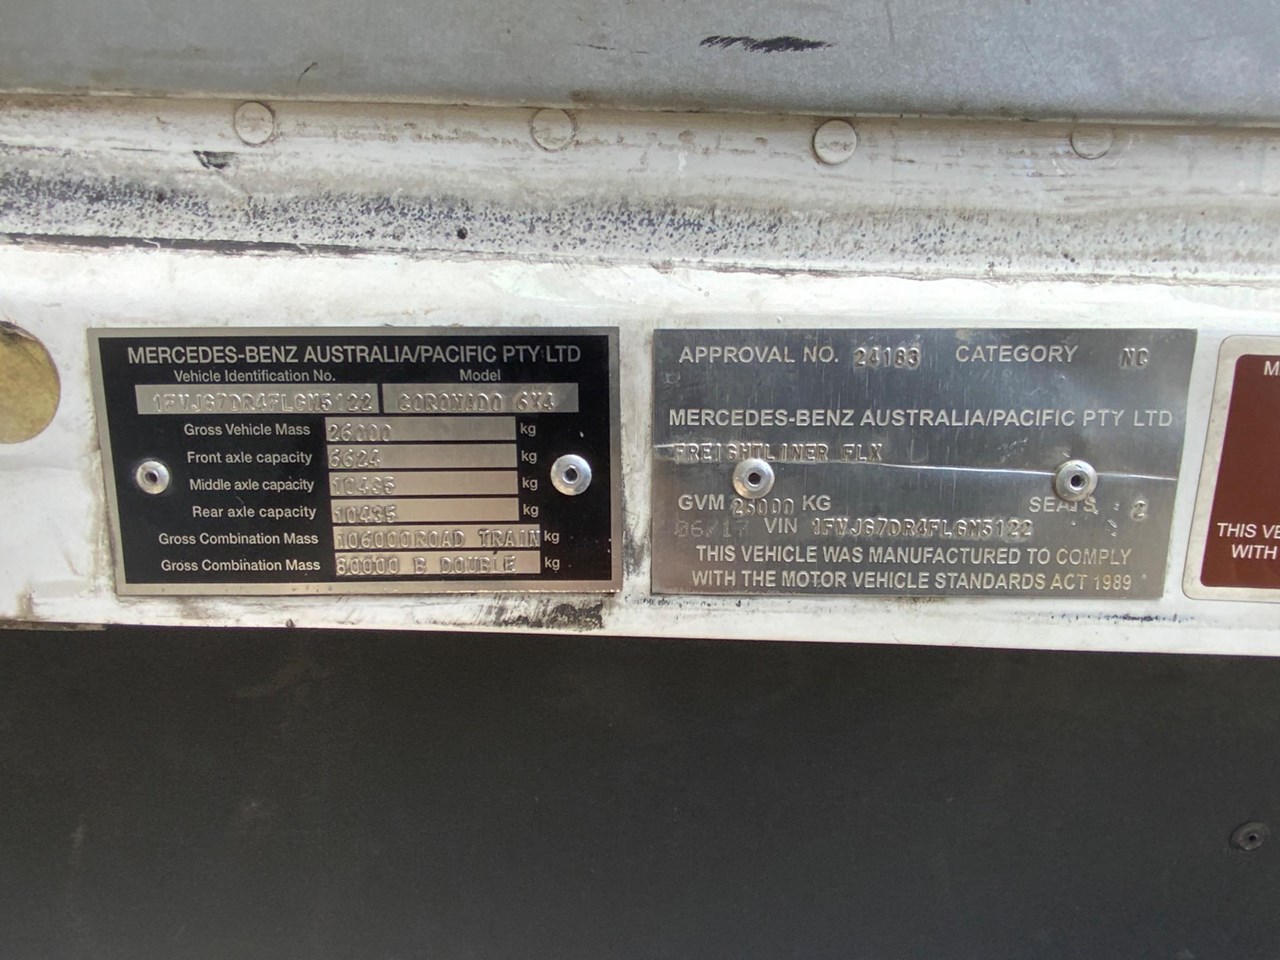 MERCEDES-BENZ AUSTRALIA/PACIFIC PTY LTD
Vehicle Identification No. Model
1FVJG7DR4FLGM5122 CORONADO 6X4
Gross Vehicle Mass 26000 kg
Front axle capacity 6624 kg
Middle axle capacity 10435 kg
Rear axle capacity 10435 kg
Gross Combination Mass 106000ROAD TRAIN kg
Gross Combination Mass 80000 B DOUBLE kg
APPROVAL NO. 24183 CATEGORY NC
MERCEDES-BENZ AUSTRALIA/PACIFIC PTY LTD
FREIGHTLINER FLX
GVM 26000 KG SEATS 2
06/17 VIN 1FVJG7DR4FLGM5122
THIS VEHICLE WAS MANUFACTURED TO COMPLY
WITH THE MOTOR VEHICLE STANDARDS ACT 1989
M
THIS VE
WITH